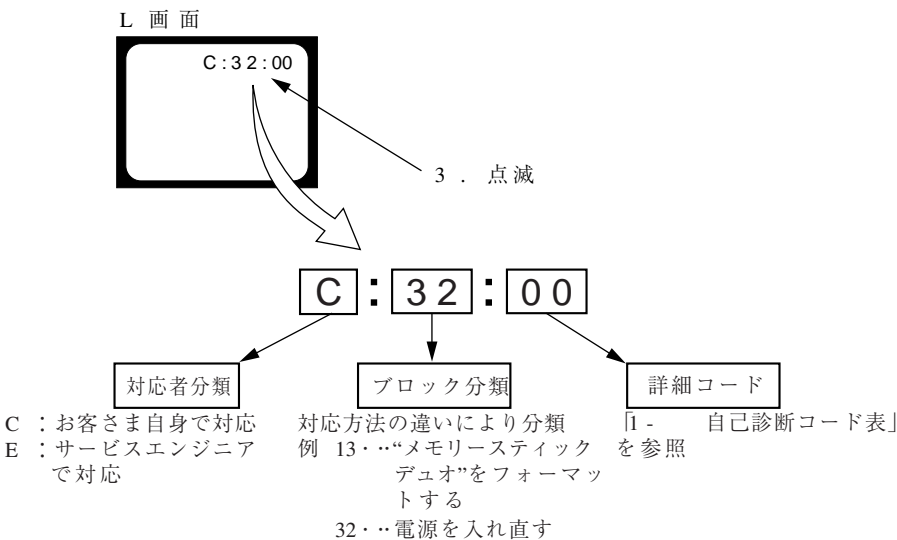 L 画面
C:32:00
3. 点滅
C:32:00
対応者分類
C:お客さま自身で対応
E:サービスエンジニア
で対応
ブロック分類
対応方法の違いにより分類
例 13··“メモリースティック
デュオ”をフォーマッ
トする
32··電源を入れ直す
詳細コード
「1- 自己診断コード表」
を参照